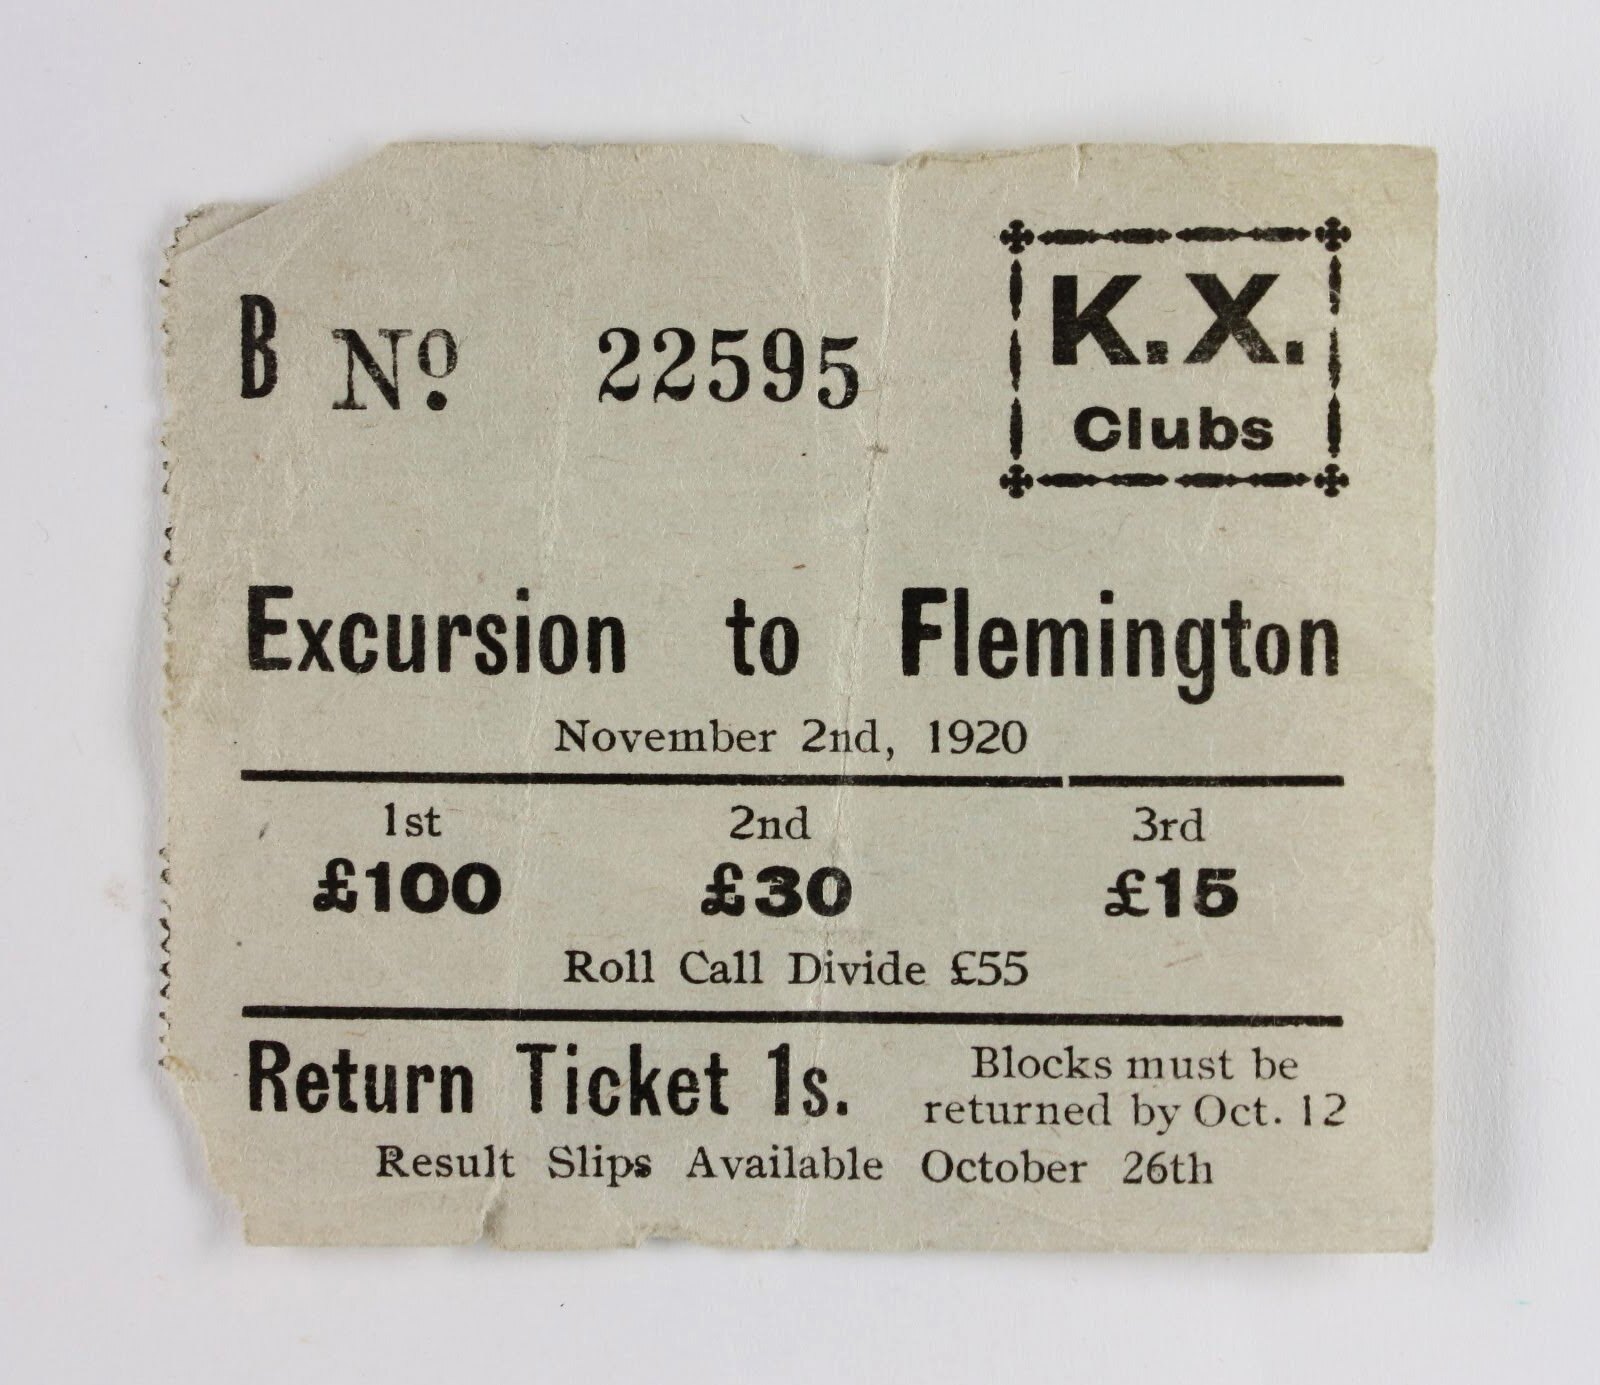 B No. 22595
K.X.
Clubs
Excursion to Flemington
November 2nd, 1920
1st 2nd 3rd
£100 £30 £15
Roll Call Divide £55
Return Ticket 1s.
Blocks must be
returned by Oct. 12
Result Slips Available October 26th